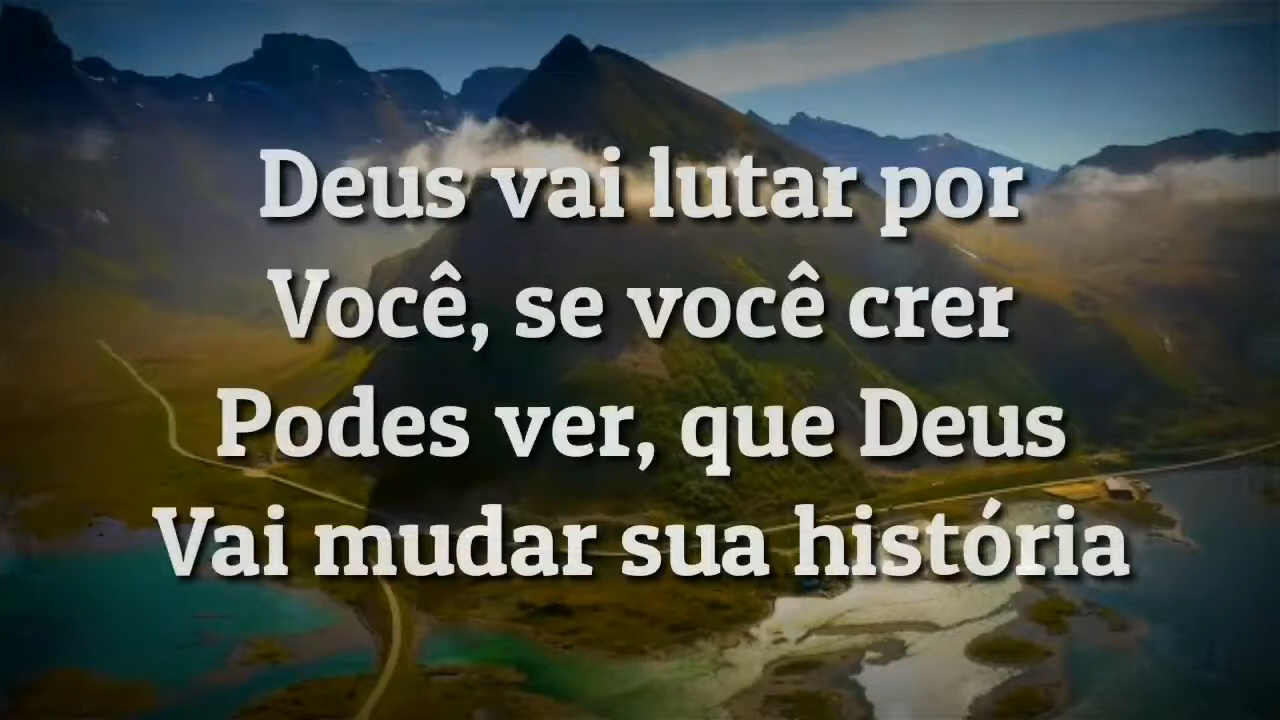 Deus vai lutar por
Você, se você crer
Podes ver, que Deus
Vai mudar sua história